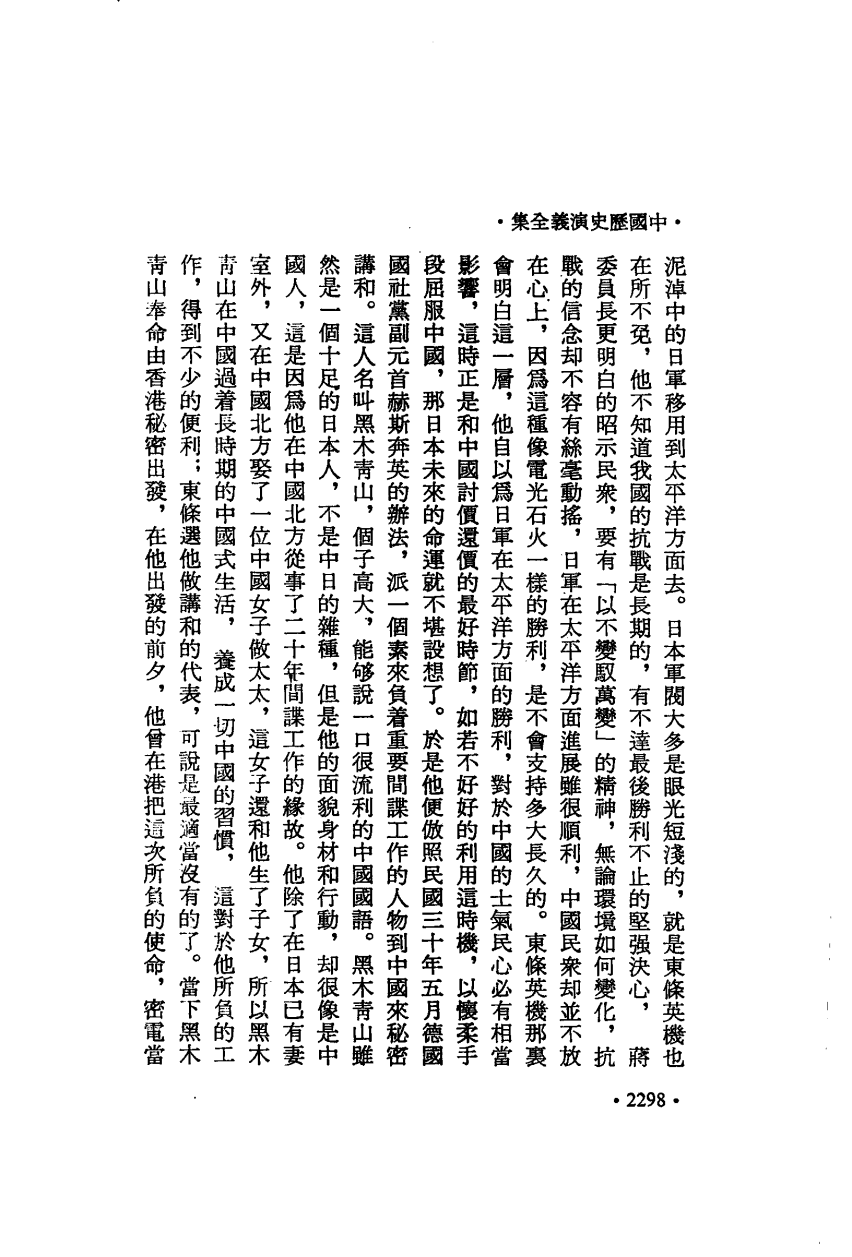 •中國歷史演義全集•
泥淖中的日軍移用到太平洋方面去。日本軍閥大多是眼光短淺的，就是東條英機也
在所不免，他不知道我國的抗戰是長期的，有不達最後勝利不止的堅强決心，　蔣
委員長更明白的昭示民衆，要有「以不變馭萬變」的精神，無論環境如何變化，抗
戰的信念却不容有絲毫動搖，日軍在太平洋方面進展雖很順利，中國民衆却並不放
在心上，因爲這種像電光石火一樣的勝利，是不會支持多大長久的。東條英機那裏
會明白這一層，他自以爲日軍在太平洋方面的勝利，對於中國的士氣民心必有相當
影響，這時正是和中國討價還價的最好時節，如若不好好的利用這時機，以懷柔手
段屈服中國，那日本未來的命運就不堪設想了。於是他便倣照民國三十年五月德國
國社黨副元首赫斯奔英的辦法，派一個素來負着重要間諜工作的人物到中國來秘密
講和。這人名叫黑木靑山，個子高大，能够說一口很流利的中國國語。黑木靑山雖
然是一個十足的日本人，不是中日的雜種，但是他的面貌身材和行動，却很像是中
國人，這是因爲他在中國北方從事了二十年間諜工作的緣故。他除了在日本已有妻
室外，又在中國北方娶了一位中國女子做太太，這女子還和他生了子女，所以黑木
靑山在中國過着長時期的中國式生活，養成一切中國的習慣，這對於他所負的工
作，得到不少的便利；東條選他做講和的代表，可說是最適當沒有的了。當下黑木
靑山奉命由香港秘密出發，在他出發的前夕，他曾在港把這次所負的使命，密電當
•2298•